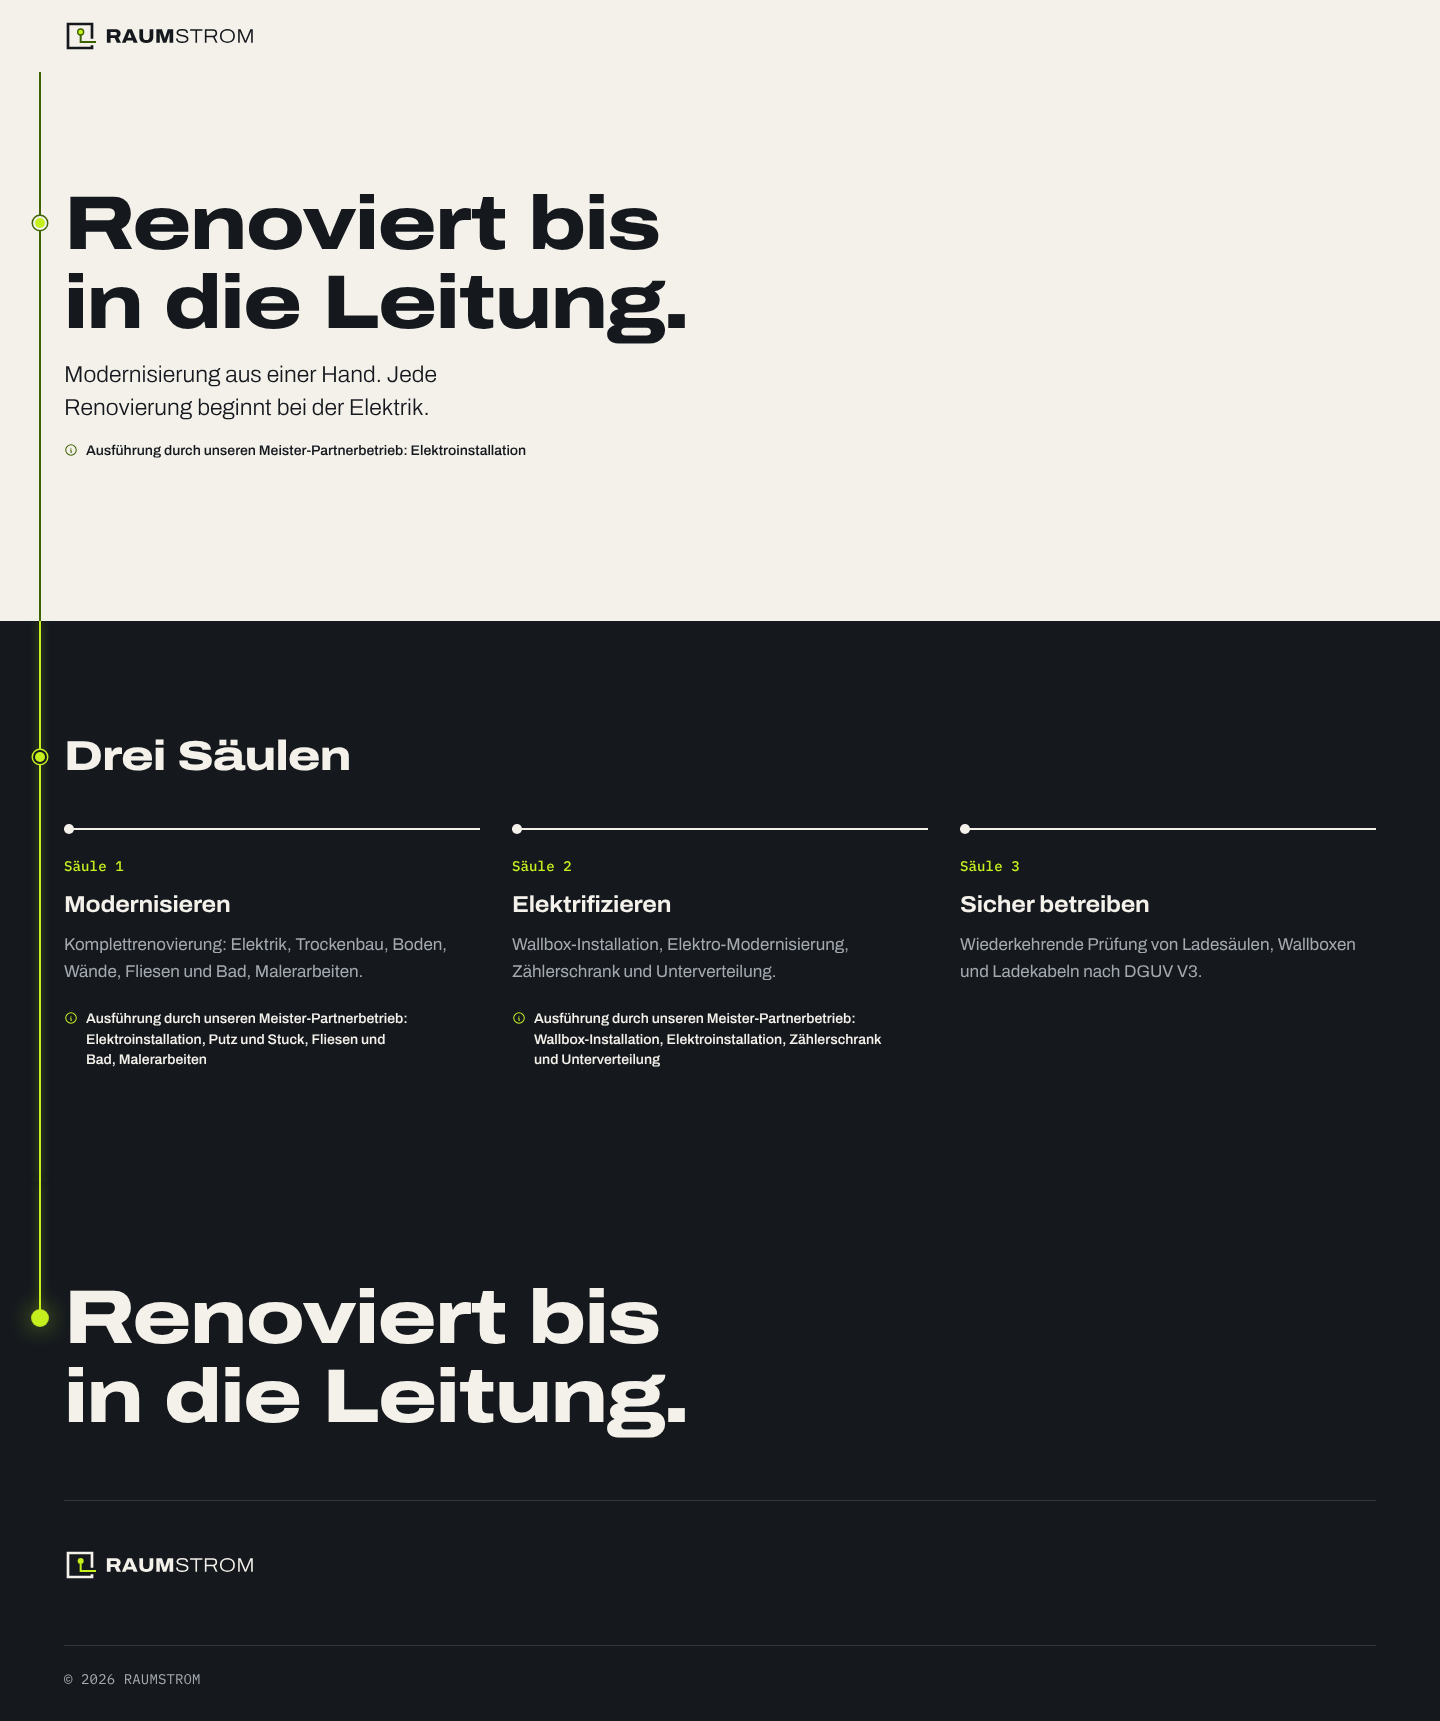 RAUMSTROM
Renoviert bis
in die Leitung.
Modernisierung aus einer Hand. Jede
Renovierung beginnt bei der Elektrik.
Ausführung durch unseren Meister-Partnerbetrieb: Elektroinstallation
Drei Säulen
Säule 1
Modernisieren
Komplettrenovierung: Elektrik, Trockenbau, Boden,
Wände, Fliesen und Bad, Malerarbeiten.
Ausführung durch unseren Meister-Partnerbetrieb:
Elektroinstallation, Putz und Stuck, Fliesen und
Bad, Malerarbeiten
Säule 2
Elektrifizieren
Wallbox-Installation, Elektro-Modernisierung,
Zählerschrank und Unterverteilung.
Ausführung durch unseren Meister-Partnerbetrieb:
Wallbox-Installation, Elektroinstallation, Zählerschrank
und Unterverteilung
Säule 3
Sicher betreiben
Wiederkehrende Prüfung von Ladesäulen, Wallboxen
und Ladekabeln nach DGUV V3.
Renoviert bis
in die Leitung.
RAUMSTROM
© 2026 RAUMSTROM